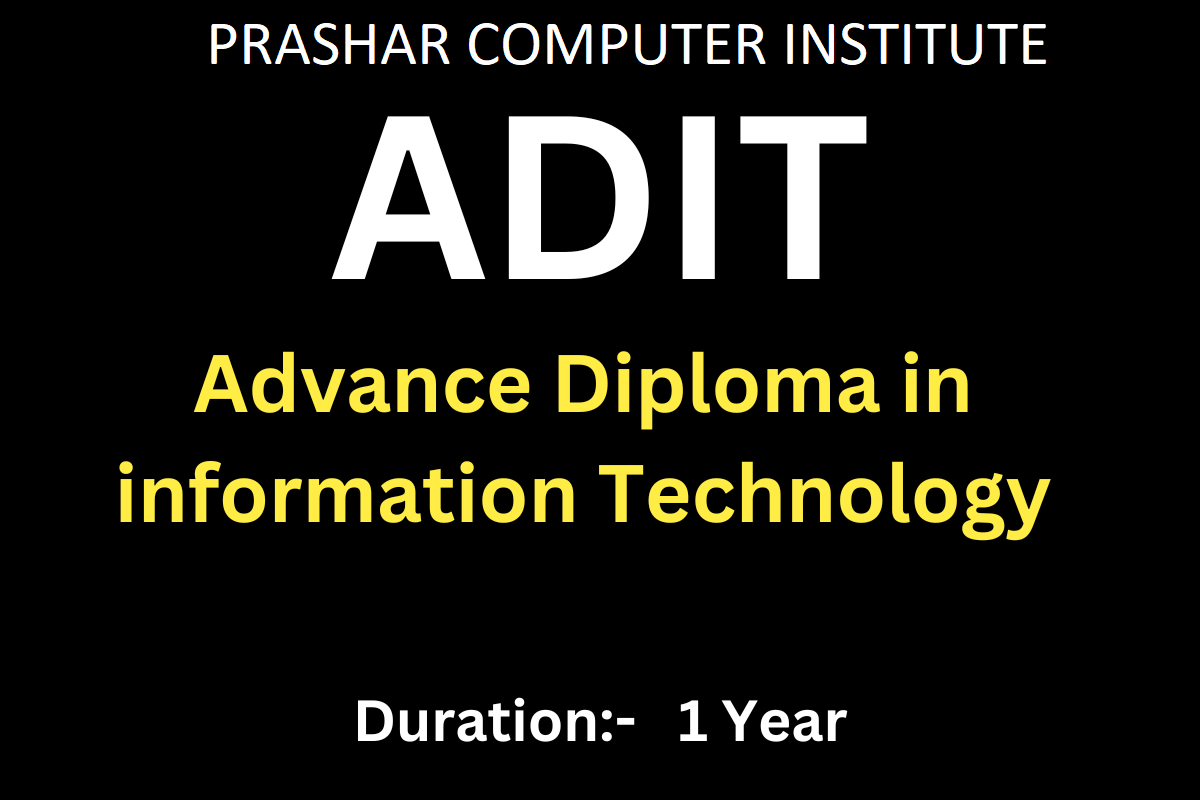 PRASHAR COMPUTER INSTITUTE
ADIT
Advance Diploma in
information Technology
Duration:- 1 Year